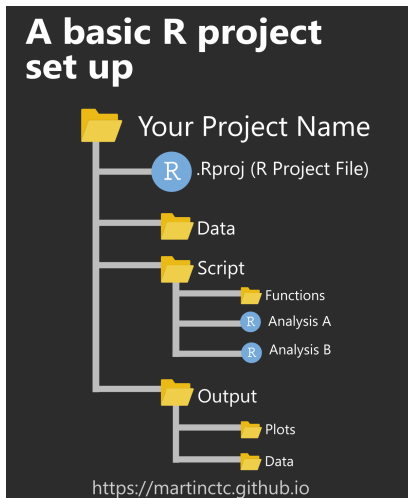 A basic R project
set up
Your Project Name
R
.Rproj (R Project File)
Data
Script
Functions
R Analysis A
R Analysis B
Output
Plots
Data
https://martinctc.github.io